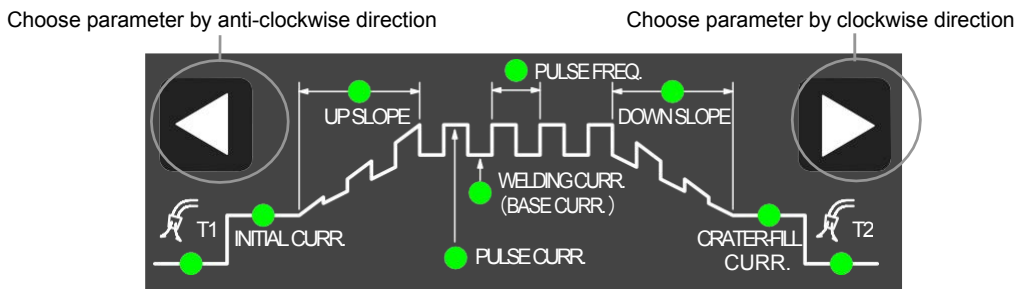 Choose parameter by anti-clockwise direction
Choose parameter by clockwise direction
PULSE FREQ.
UP SLOPE
DOWN SLOPE
WELDING CURR.
(BASE CURR.)
T1
INITIAL CURR.
PULSE CURR.
CRATER-FILL
CURR.
T2